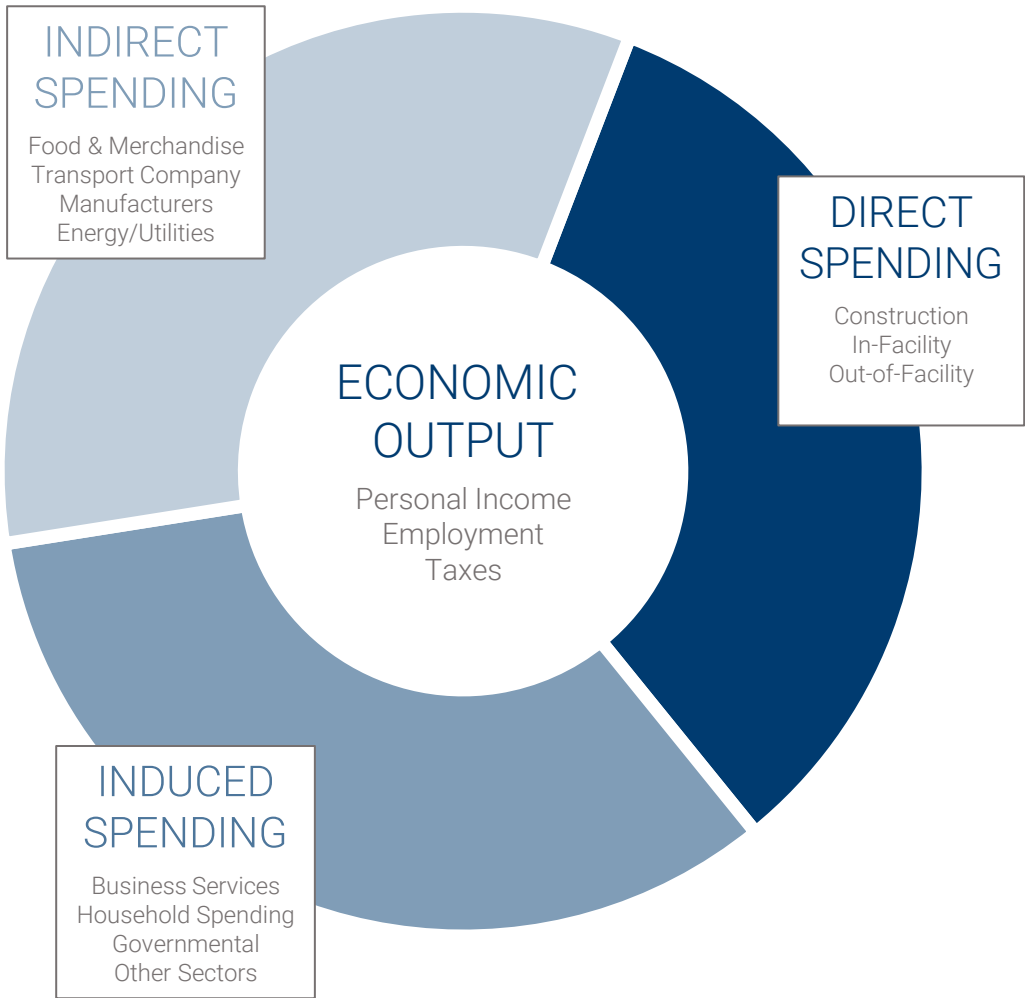 INDIRECT
SPENDING
Food & Merchandise
Transport Company
Manufacturers
Energy/Utilities
DIRECT
SPENDING
Construction
In-Facility
Out-of-Facility
ECONOMIC
OUTPUT
Personal Income
Employment
Taxes
INDUCED
SPENDING
Business Services
Household Spending
Governmental
Other Sectors